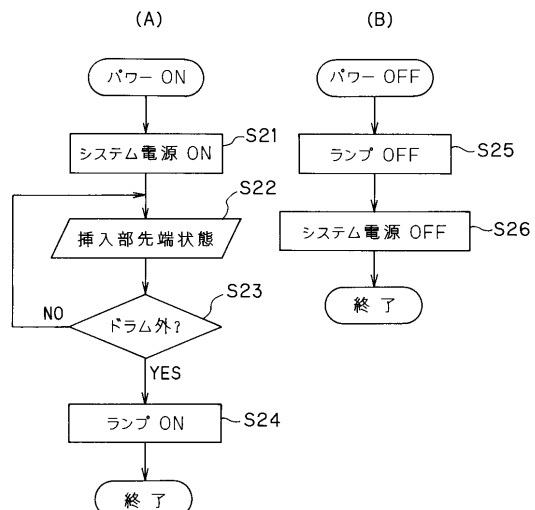 (A)
パワー ON
システム電源 ON
S21
S22
挿入部先端状態
S23
ドラム外?
NO
YES
ランプ ON
S24
終了
(B)
パワー OFF
ランプ OFF
S25
システム電源 OFF
S26
終了